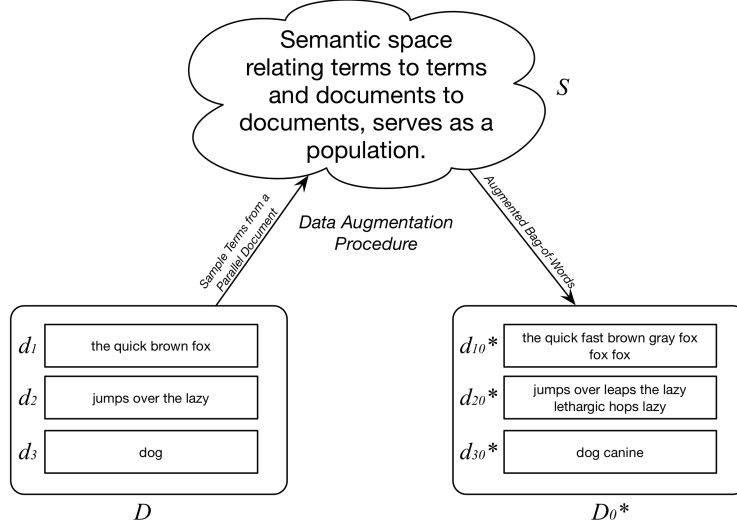 Semantic space
relating terms to terms
and documents to
documents, serves as a
population.
S
Sample Terms from a
Parallel Document
Data Augmentation
Procedure
Augmented Bag-of-Words
d1
the quick brown fox
d2
jumps over the lazy
d3
dog
D
d10*
the quick fast brown gray fox
fox fox
d20*
jumps over leaps the lazy
lethargic hops lazy
d30*
dog canine
D0*